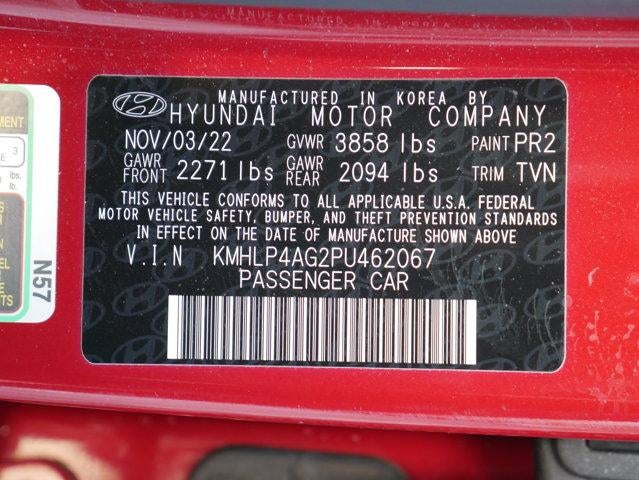 MANUFACTURED IN KOREA BY
HYUNDAI MOTOR COMPANY
NOV/03/22 GVWR 3858 lbs PAINT PR2
GAWR FRONT 2271 lbs GAWR REAR 2094 lbs TRIM TVN
THIS VEHICLE CONFORMS TO ALL APPLICABLE U.S.A. FEDERAL
MOTOR VEHICLE SAFETY, BUMPER, AND THEFT PREVENTION STANDARDS
IN EFFECT ON THE DATE OF MANUFACTURE SHOWN ABOVE
V.I.N KMHLP4AG2PU462067
PASSENGER CAR
3
lb.
N57